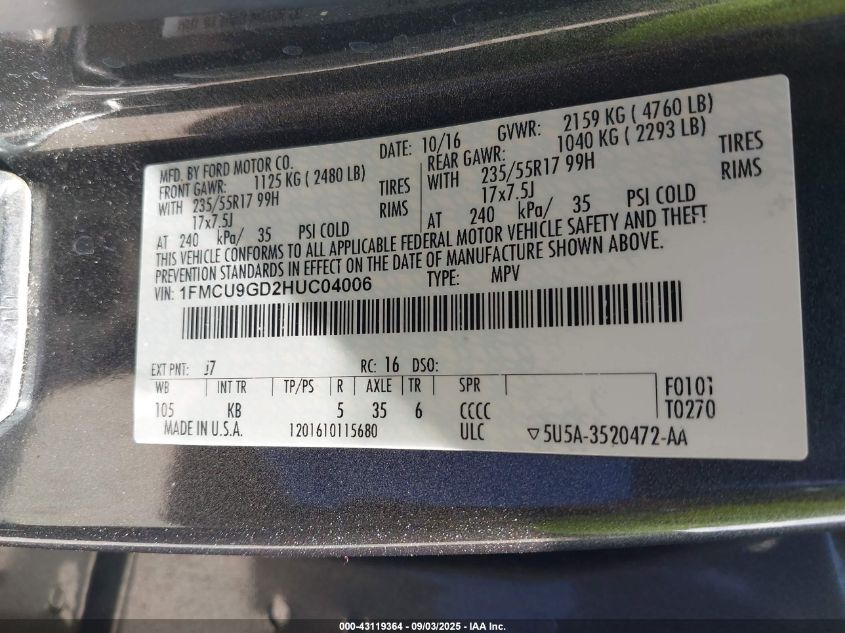 MFD. BY FORD MOTOR CO. DATE: 10/16 GVWR: 2159 KG ( 4760 LB)
FRONT GAWR: 1125 KG ( 2480 LB) REAR GAWR: 1040 KG ( 2293 LB)
WITH 235/55R17 99H TIRES WITH 235/55R17 99H TIRES
17x7.5J RIMS 17x7.5J RIMS
AT 240 kPa/ 35 PSI COLD AT 240 kPa/ 35 PSI COLD
THIS VEHICLE CONFORMS TO ALL APPLICABLE FEDERAL MOTOR VEHICLE SAFETY AND THEFT
PREVENTION STANDARDS IN EFFECT ON THE DATE OF MANUFACTURE SHOWN ABOVE.
VIN: 1FMCU9GD2HUC04006 TYPE: MPV
EXT PNT: J7 RC: 16 DSO:
WB INT TR TP/PS R AXLE TR SPR F0101
105 KB 5 35 6 CCCC T0270
MADE IN U.S.A. 1201610115680 ULC ▽5U5A-3520472-AA
000-43119364 - 09/03/2025 - IAA Inc.